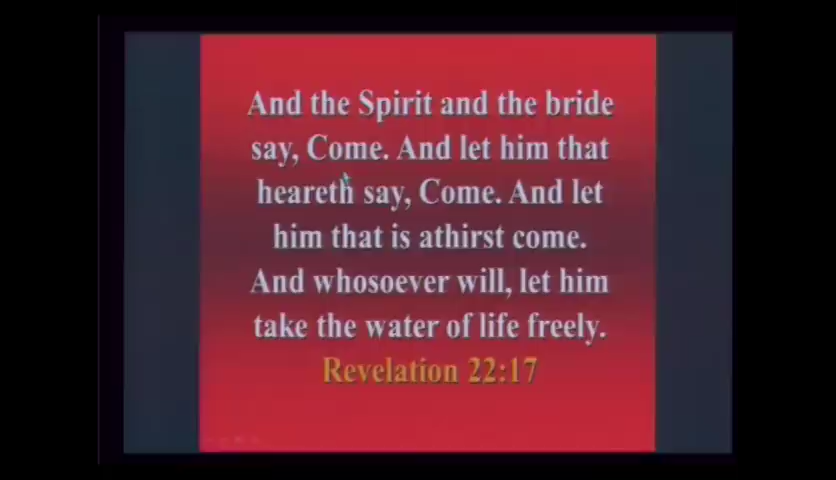 And the Spirit and the bride
say, Come. And let him that
heareth say, Come. And let
him that is athirst come.
And whosoever will, let him
take the water of life freely.
Revelation 22:17